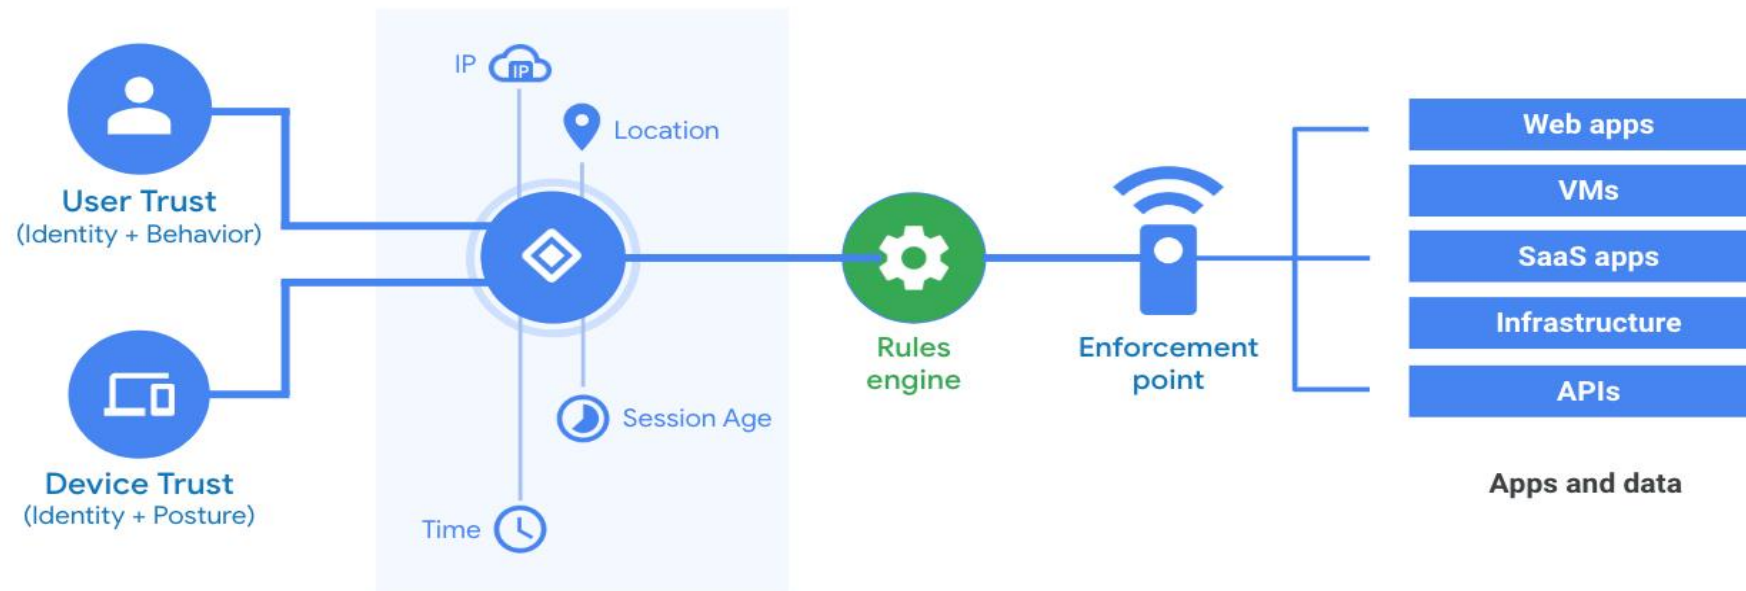 User Trust
(Identity + Behavior)
Device Trust
(Identity + Posture)
IP
IP
Location
Session Age
Time
Rules
engine
Enforcement
point
Web apps
VMs
SaaS apps
Infrastructure
APIs
Apps and data